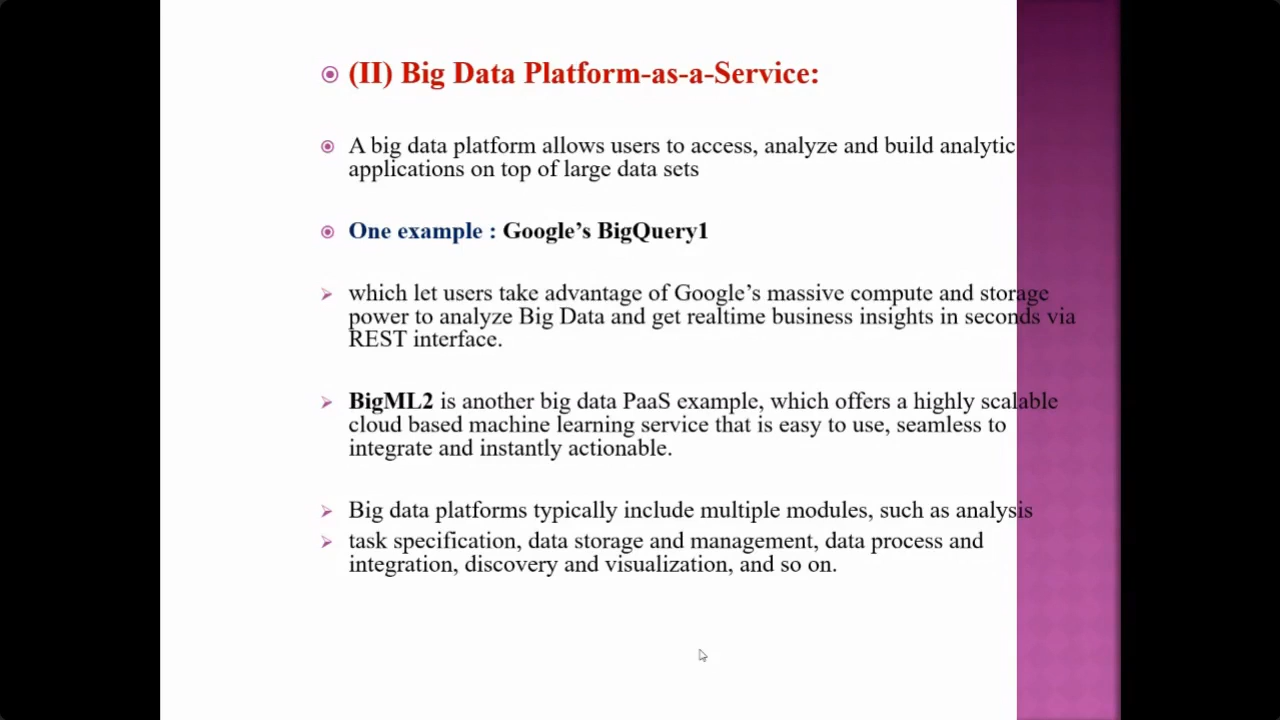 (II) Big Data Platform-as-a-Service:
A big data platform allows users to access, analyze and build analytic
applications on top of large data sets
One example : Google’s BigQuery1
which let users take advantage of Google’s massive compute and storage
power to analyze Big Data and get realtime business insights in seconds via
REST interface.
BigML2 is another big data PaaS example, which offers a highly scalable
cloud based machine learning service that is easy to use, seamless to
integrate and instantly actionable.
Big data platforms typically include multiple modules, such as analysis
task specification, data storage and management, data process and
integration, discovery and visualization, and so on.